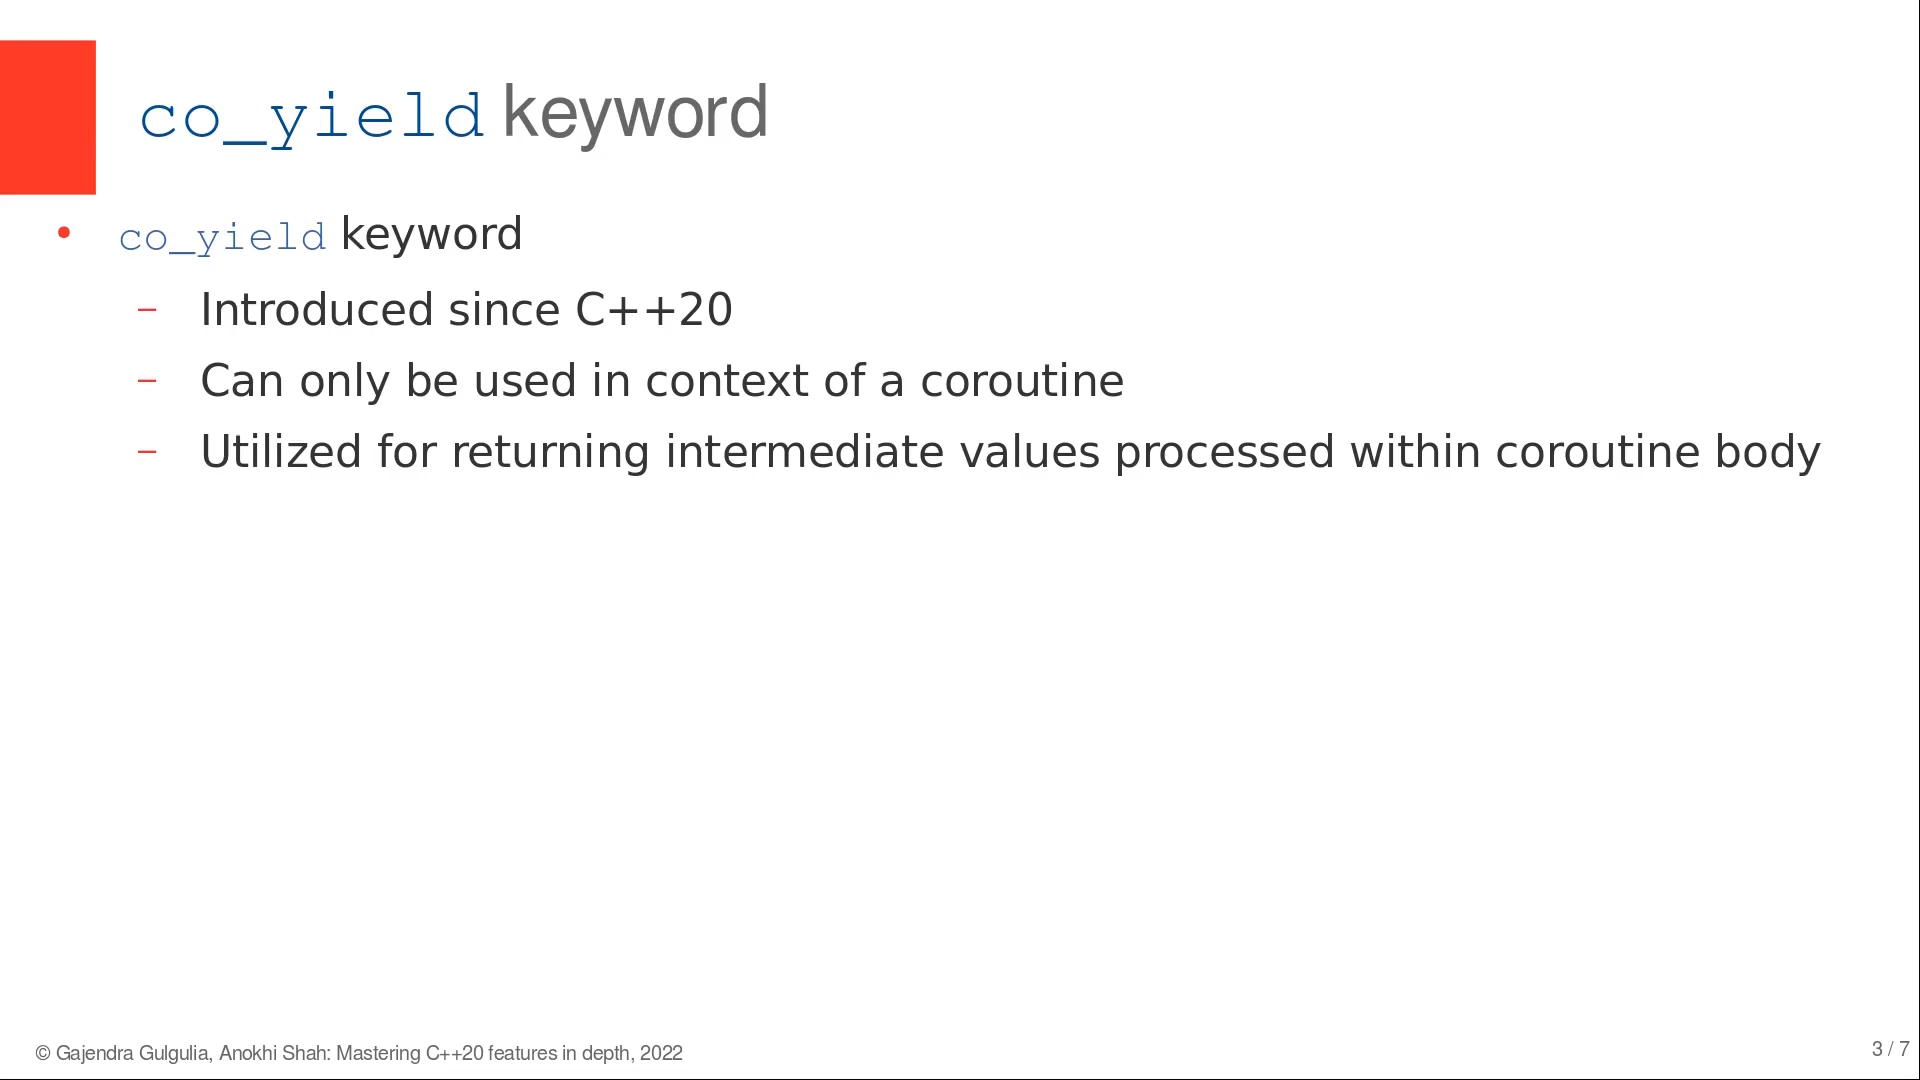 co_yield keyword
• co_yield keyword
– Introduced since C++20
– Can only be used in context of a coroutine
– Utilized for returning intermediate values processed within coroutine body
© Gajendra Gulgulia, Anokhi Shah: Mastering C++20 features in depth, 2022
3 / 7